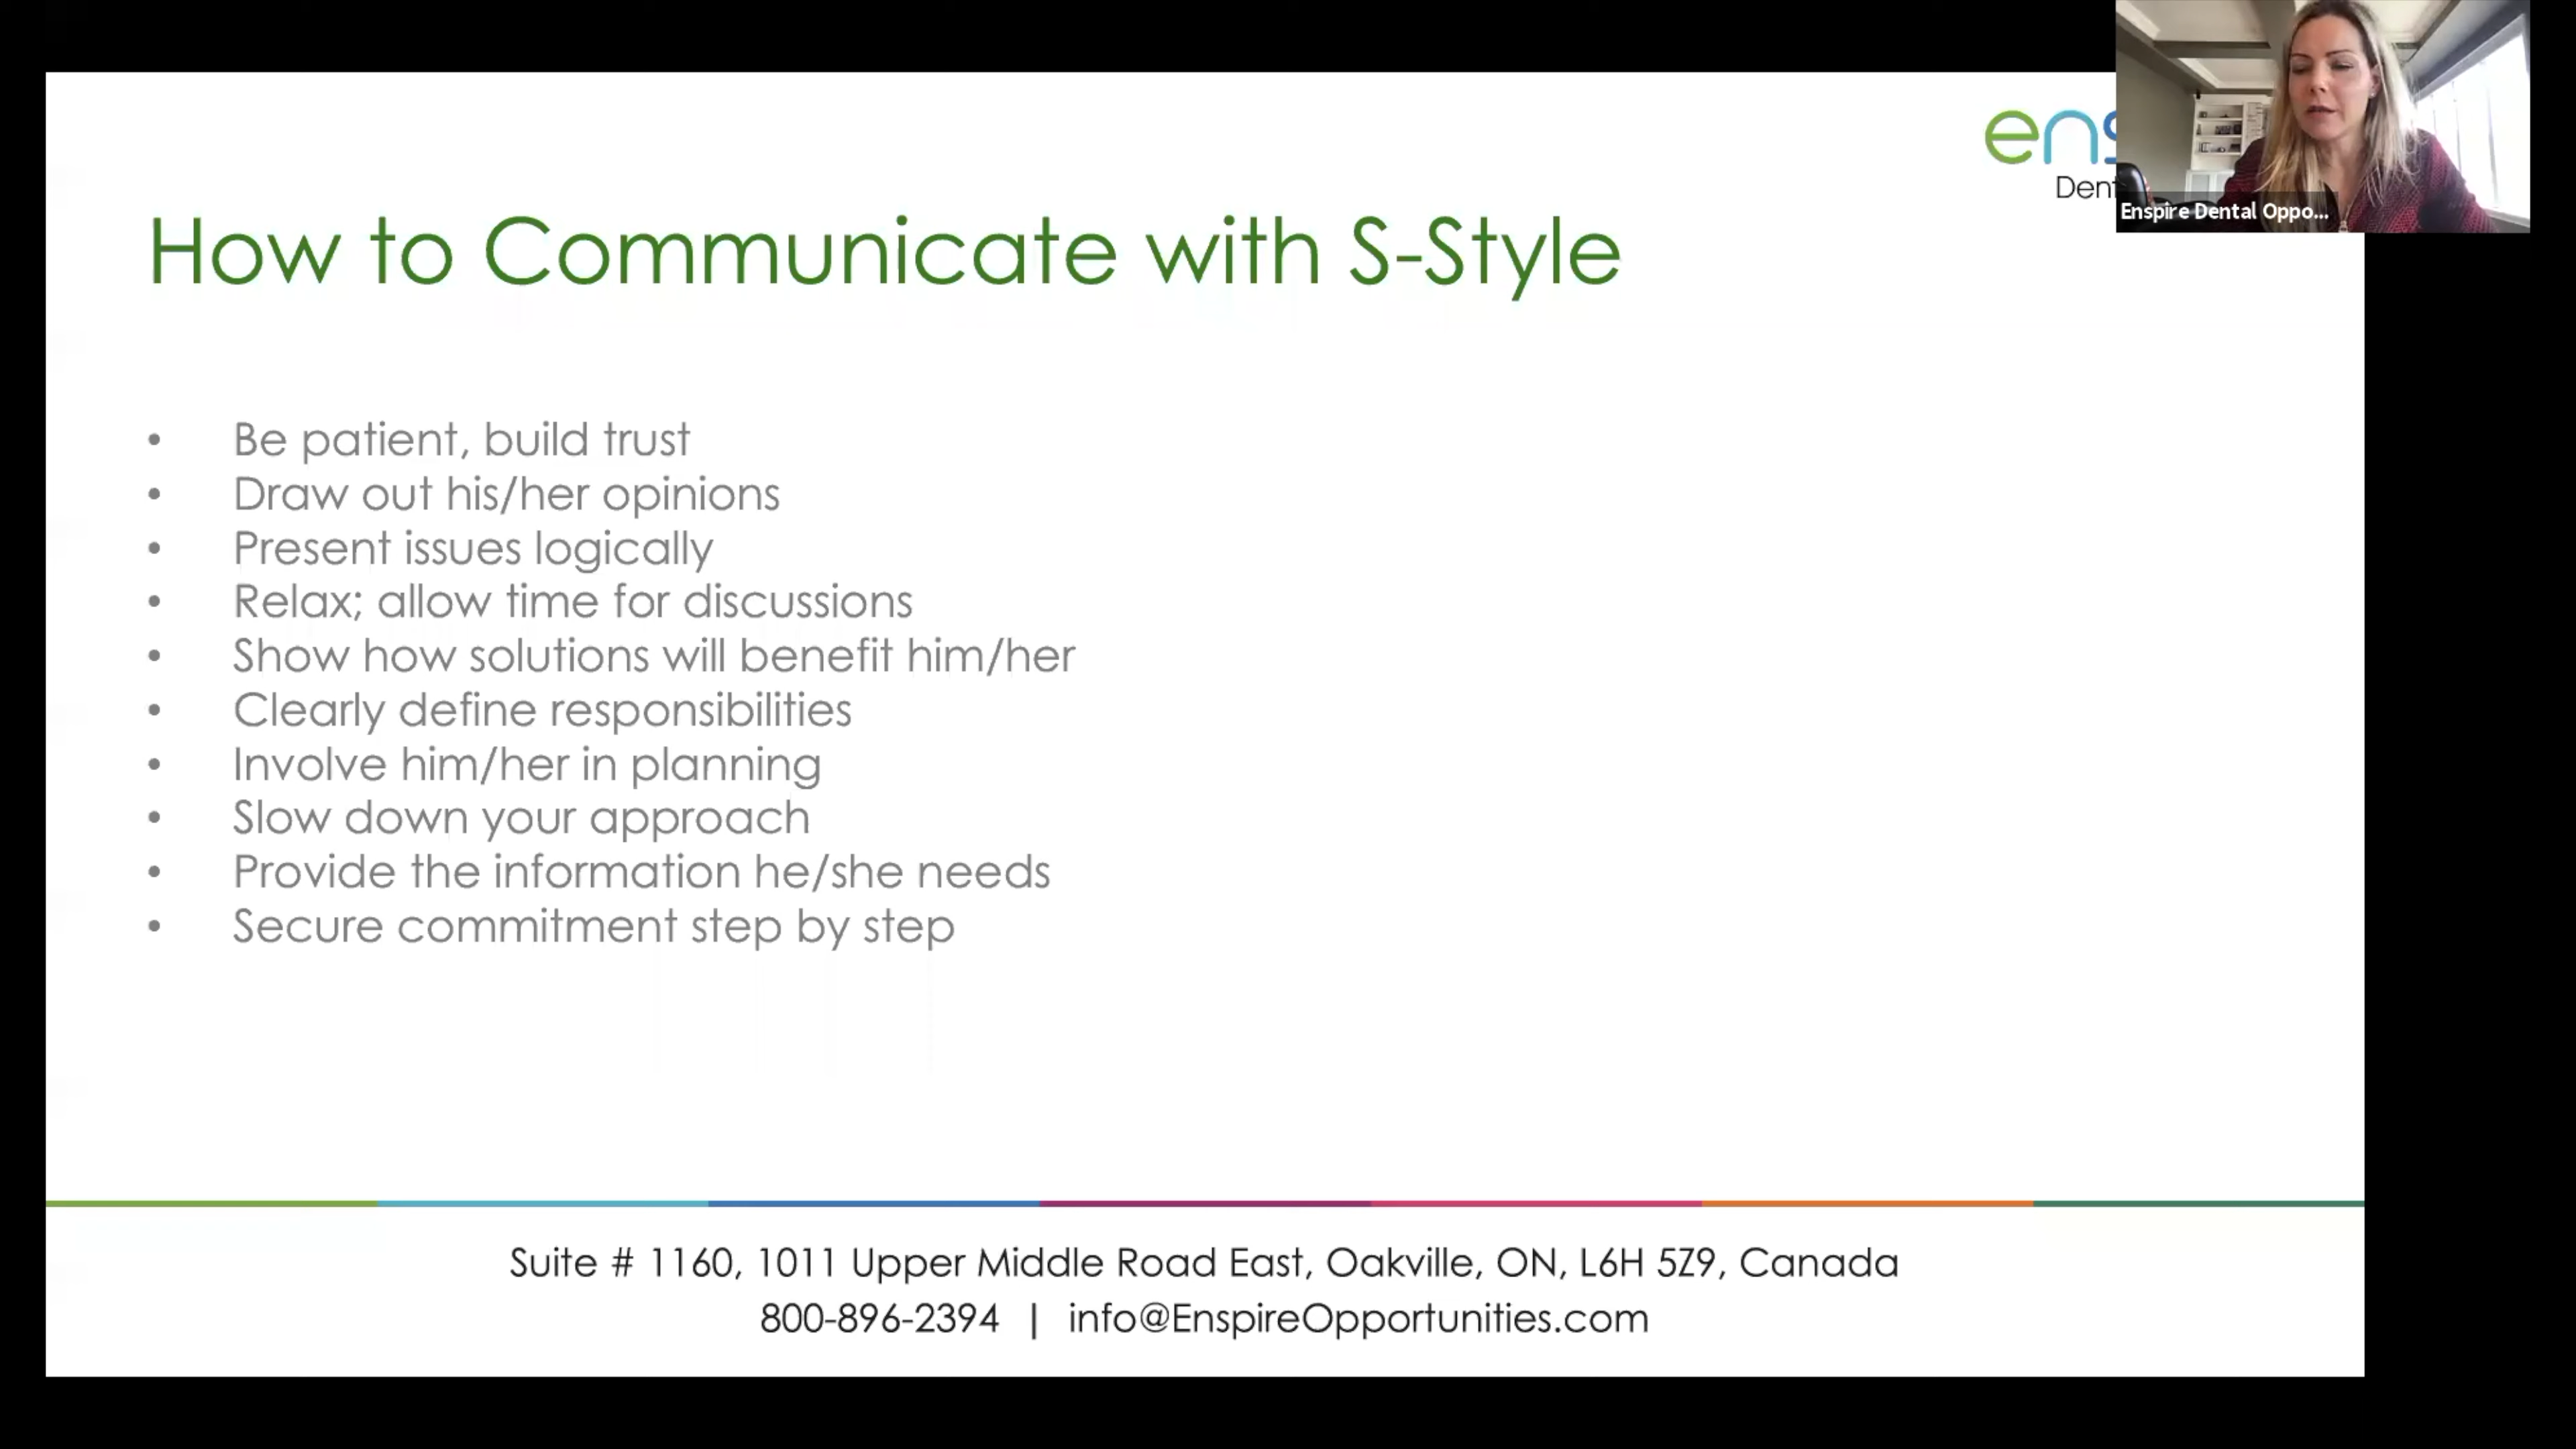 How to Communicate with S-Style
• Be patient, build trust
• Draw out his/her opinions
• Present issues logically
• Relax; allow time for discussions
• Show how solutions will benefit him/her
• Clearly define responsibilities
• Involve him/her in planning
• Slow down your approach
• Provide the information he/she needs
• Secure commitment step by step
Enspire Dental Oppo...
Suite # 1160, 1011 Upper Middle Road East, Oakville, ON, L6H 5Z9, Canada
800-896-2394 | info@EnspireOpportunities.com